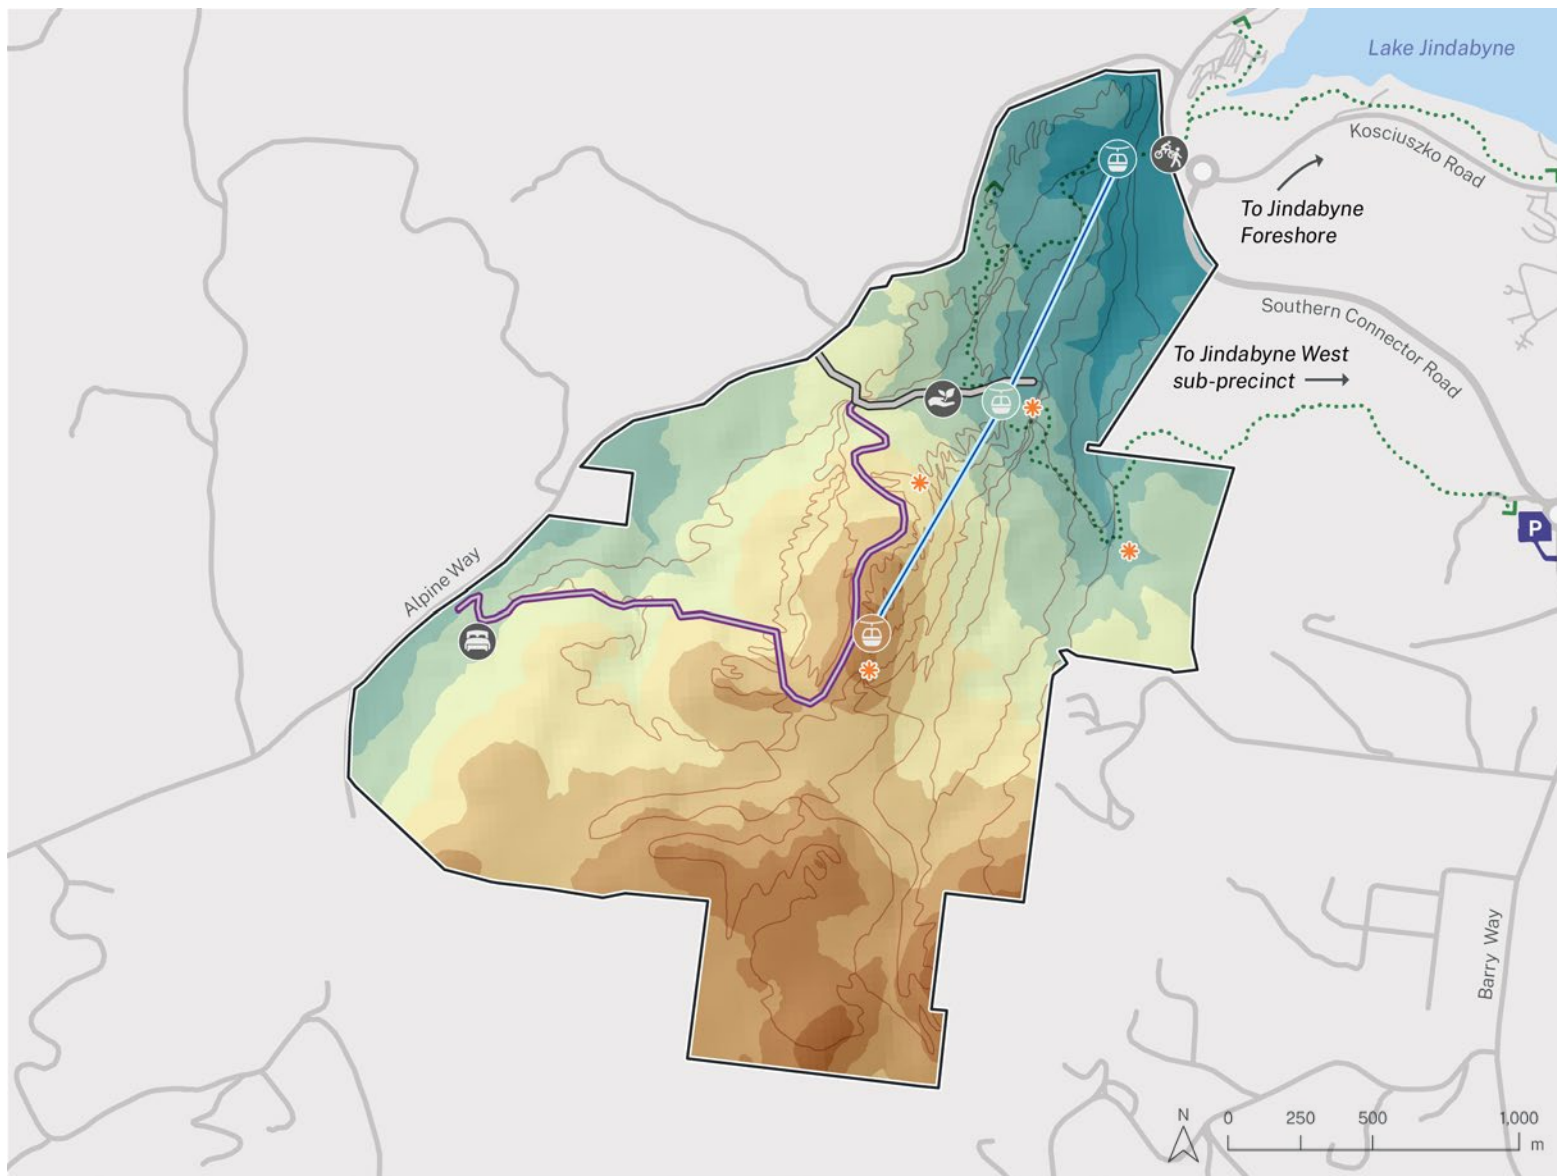 Lake Jindabyne
Kosciuszko Road
To Jindabyne
Foreshore
Southern Connector Road
To Jindabyne West
sub-precinct
P
Alpine Way
Barry Way
N
0 250 500 1,000
m